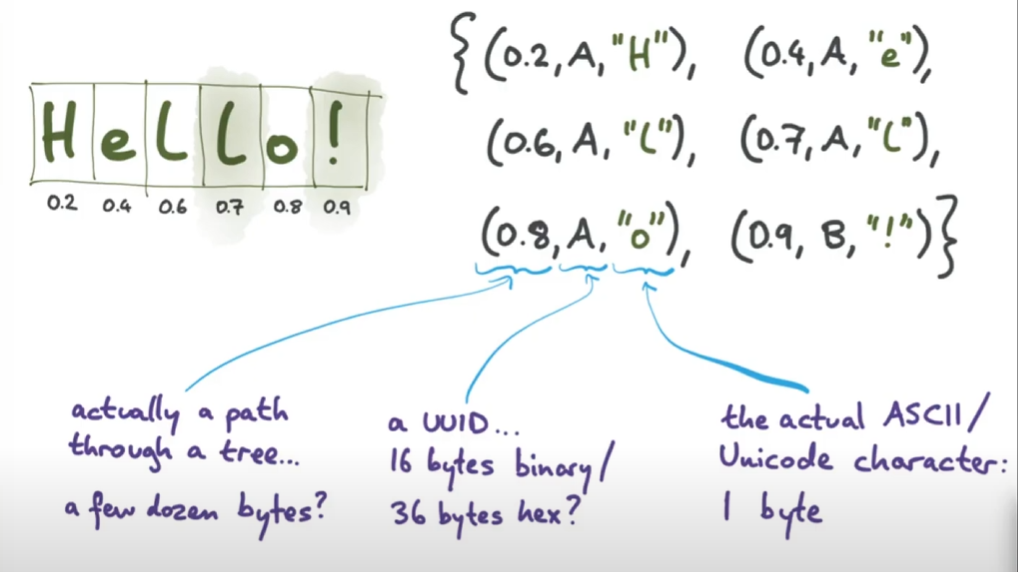 HeLLo!
0.2 0.4 0.6 0.7 0.8 0.9
{(0.2, A, "H"), (0.4, A, "e"),
(0.6, A, "L"), (0.7, A, "L"),
(0.8, A, "o"), (0.9, B, "!")}
actually a path
through a tree...
a few dozen bytes?
a UUID...
16 bytes binary/
36 bytes hex?
the actual ASCII/
Unicode character:
1 byte